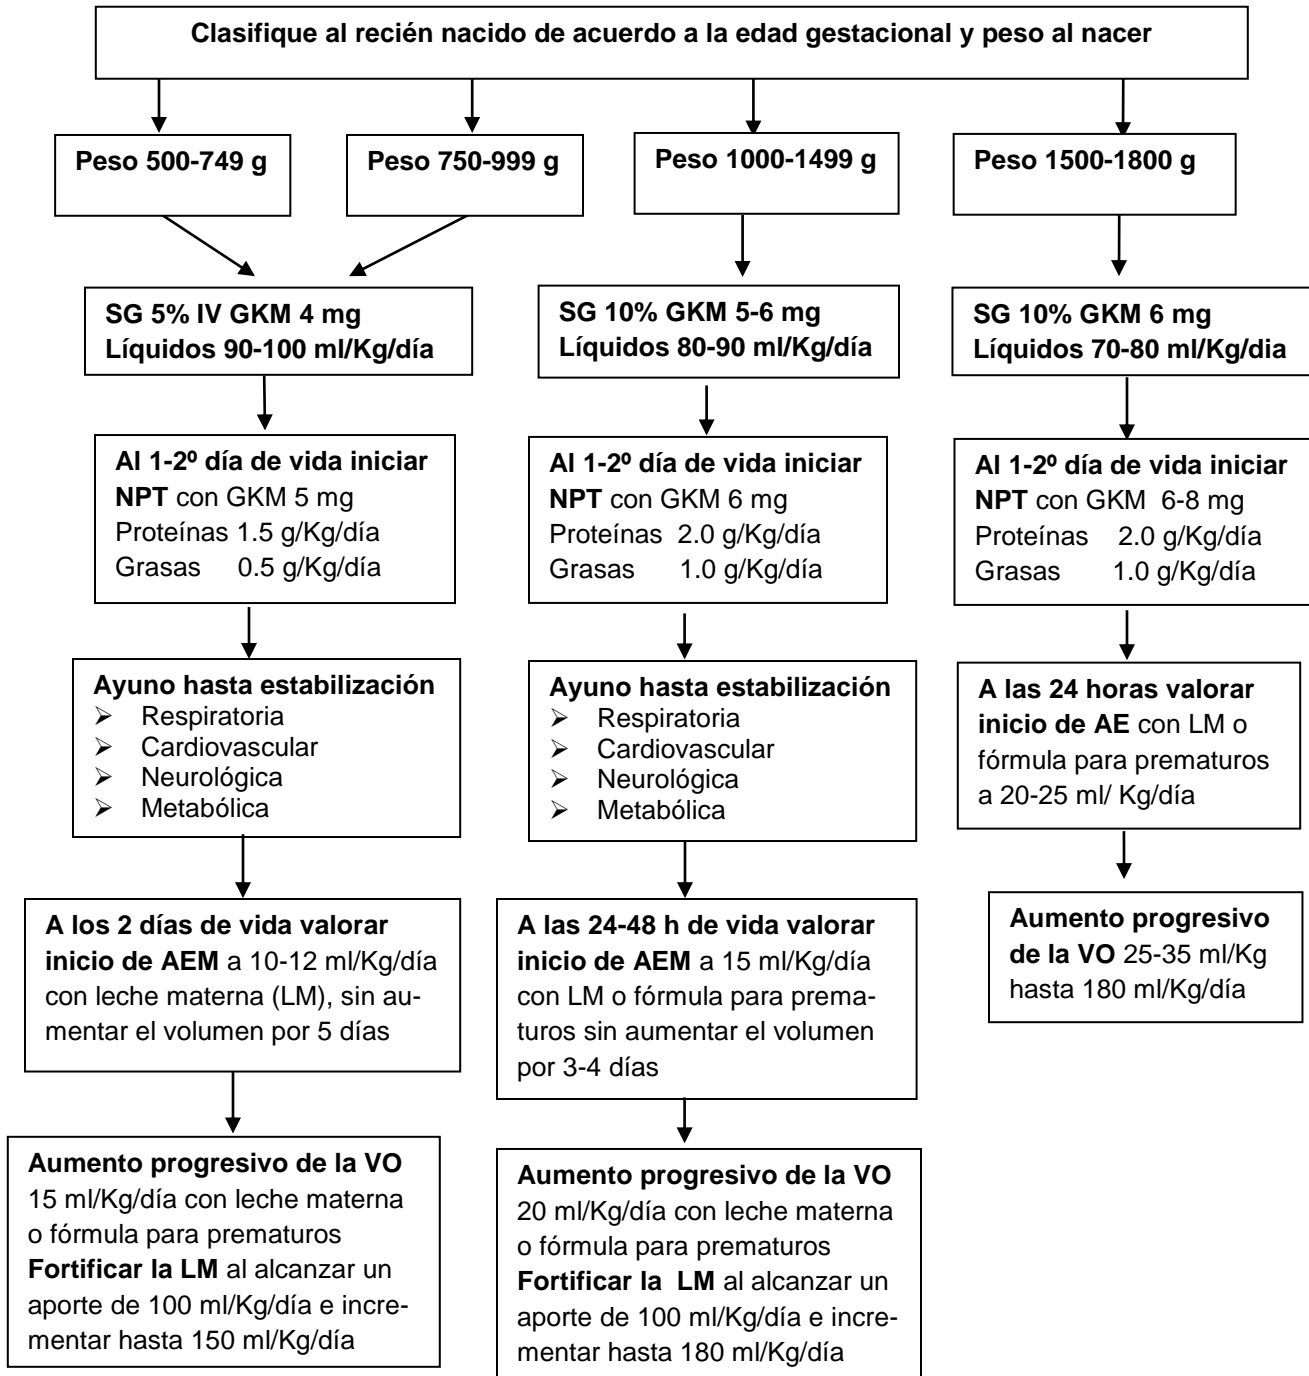 Clasifique al recién nacido de acuerdo a la edad gestacional y peso al nacer
Peso 500-749 g
Peso 750-999 g
Peso 1000-1499 g
Peso 1500-1800 g
SG 5% IV GKM 4 mg
Líquidos 90-100 ml/Kg/día
SG 10% GKM 5-6 mg
Líquidos 80-90 ml/Kg/día
SG 10% GKM 6 mg
Líquidos 70-80 ml/Kg/dia
Al 1-2º día de vida iniciar
NPT con GKM 5 mg
Proteínas 1.5 g/Kg/día
Grasas 0.5 g/Kg/día
Al 1-2º día de vida iniciar
NPT con GKM 6 mg
Proteínas 2.0 g/Kg/día
Grasas 1.0 g/Kg/día
Al 1-2º día de vida iniciar
NPT con GKM 6-8 mg
Proteínas 2.0 g/Kg/día
Grasas 1.0 g/Kg/día
Ayuno hasta estabilización
➢ Respiratoria
➢ Cardiovascular
➢ Neurológica
➢ Metabólica
Ayuno hasta estabilización
➢ Respiratoria
➢ Cardiovascular
➢ Neurológica
➢ Metabólica
A las 24 horas valorar
inicio de AE con LM o
fórmula para prematuros
a 20-25 ml/ Kg/día
A los 2 días de vida valorar
inicio de AEM a 10-12 ml/Kg/día
con leche materna (LM), sin au-
mentar el volumen por 5 días
A las 24-48 h de vida valorar
inicio de AEM a 15 ml/Kg/día
con LM o fórmula para prema-
turos sin aumentar el volumen
por 3-4 días
Aumento progresivo
de la VO 25-35 ml/Kg
hasta 180 ml/Kg/día
Aumento progresivo de la VO
15 ml/Kg/día con leche materna
o fórmula para prematuros
Fortificar la LM al alcanzar un
aporte de 100 ml/Kg/día e incre-
mentar hasta 150 ml/Kg/día
Aumento progresivo de la VO
20 ml/Kg/día con leche materna
o fórmula para prematuros
Fortificar la LM al alcanzar un
aporte de 100 ml/Kg/día e incre-
mentar hasta 180 ml/Kg/día